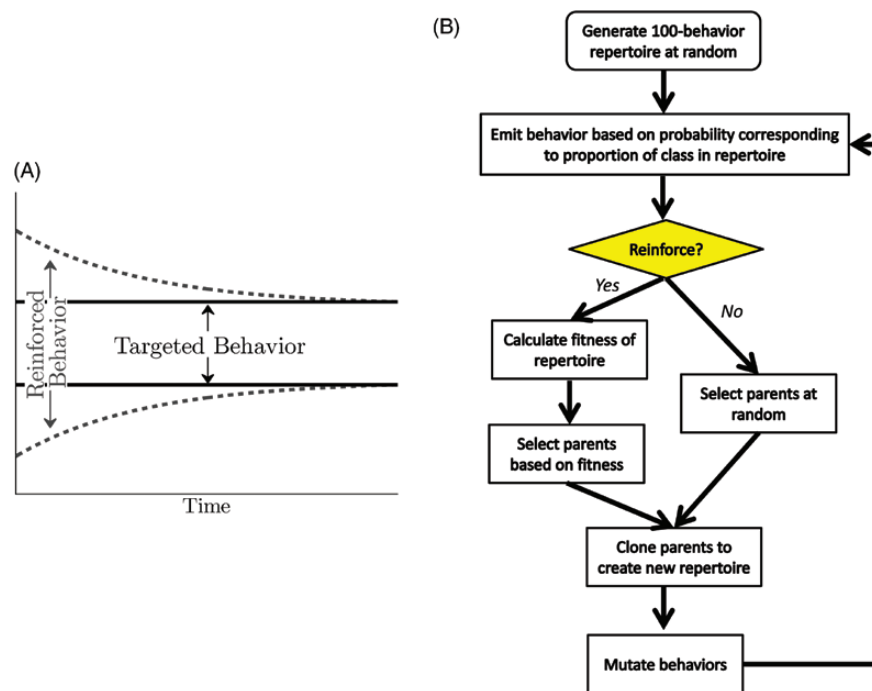 (A)
Reinforced
Behavior
Targeted Behavior
Time
(B)
Generate 100-behavior
repertoire at random
Emit behavior based on probability corresponding
to proportion of class in repertoire
Reinforce?
Yes
No
Calculate fitness of
repertoire
Select parents at
random
Select parents
based on fitness
Clone parents to
create new repertoire
Mutate behaviors